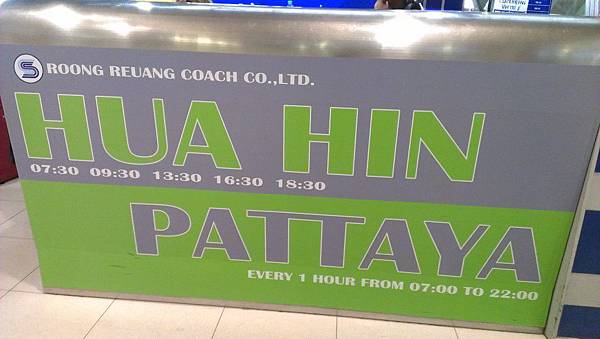 ROONG REUANG COACH CO.,LTD.
HUA HIN
07:30 09:30 13:30 16:30 18:30
PATTAYA
EVERY 1 HOUR FROM 07:00 TO 22:00